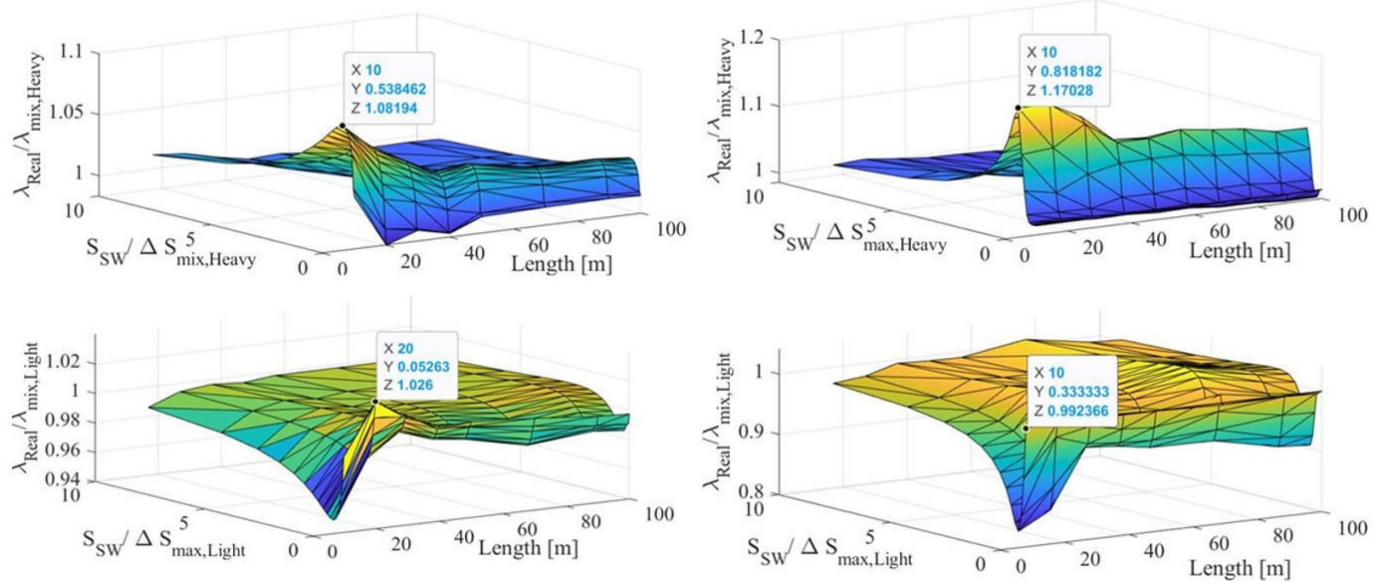 1.1
1.05
1
10
5
0
λReal/λmix,Heavy
SSW/ Δ Smix,Heavy
X 10
Y 0.538462
Z 1.08194
0
20
40
60
80
100
Length [m]
1.2
1.1
1
10
5
0
λReal/λmix,Heavy
SSW/ Δ Smax,Heavy
X 10
Y 0.818182
Z 1.17028
0
20
40
60
80
100
Length [m]
1.02
1
0.98
0.96
0.94
10
5
0
λReal/λmix,Light
SSW/ Δ Smax,Light
X 20
Y 0.05263
Z 1.026
0
20
40
60
80
100
Length [m]
1
0.9
0.8
10
5
0
λReal/λmix,Light
SSW/ Δ Smax,Light
X 10
Y 0.333333
Z 0.992366
0
20
40
60
80
100
Length [m]